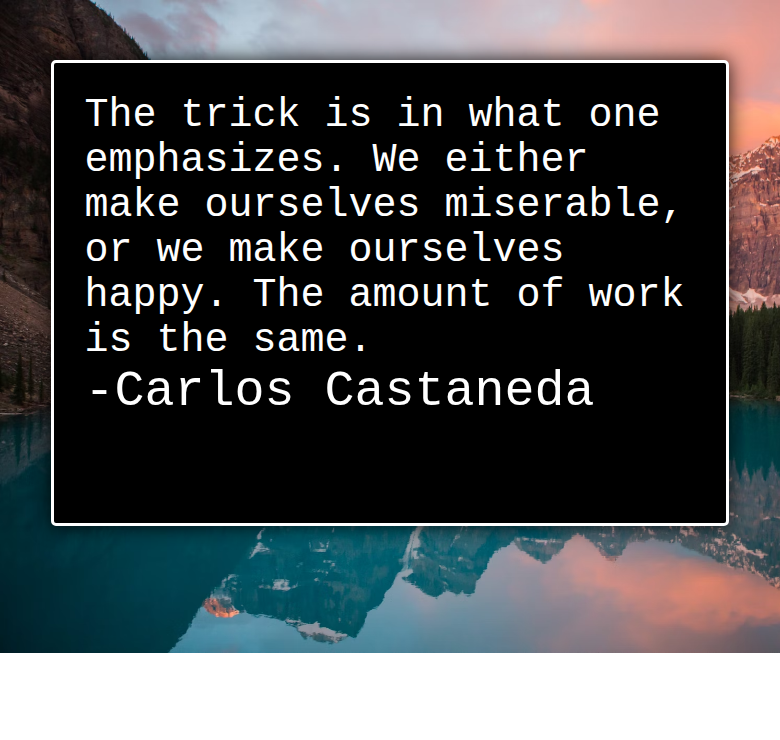 The trick is in what one
emphasizes. We either
make ourselves miserable,
or we make ourselves
happy. The amount of work
is the same.
-Carlos Castaneda